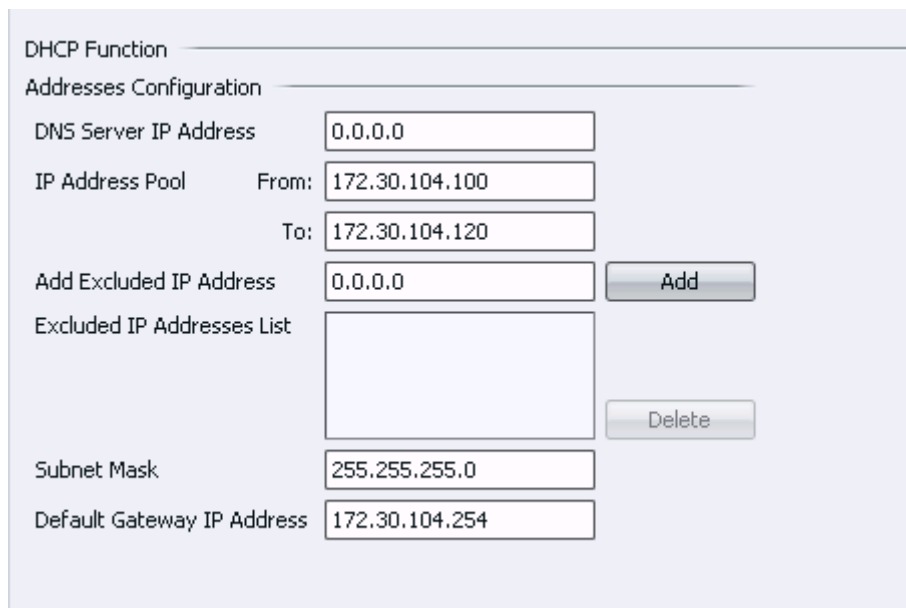 DHCP Function
Addresses Configuration
DNS Server IP Address 0.0.0.0
IP Address Pool From: 172.30.104.100
To: 172.30.104.120
Add Excluded IP Address 0.0.0.0 Add
Excluded IP Addresses List
Delete
Subnet Mask 255.255.255.0
Default Gateway IP Address 172.30.104.254